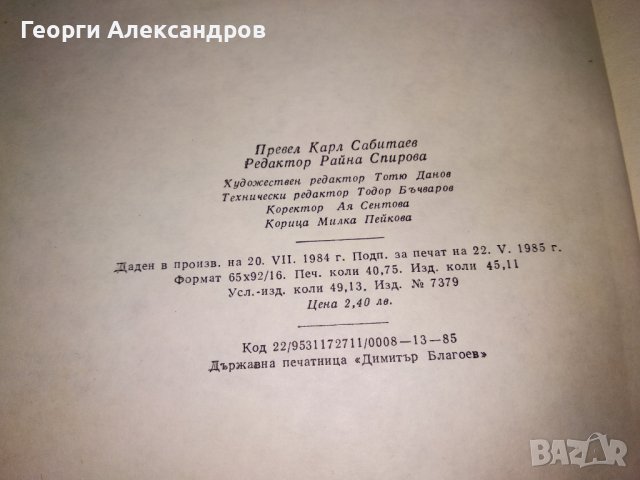 Георги Александров
Превел Карл Сабитаев
Редактор Райна Спирова
Художествен редактор Тотю Данов
Технически редактор Тодор Бъчваров
Коректор Ая Сентова
Корица Милка Пейкова
Даден в произв. на 20. VII. 1984 г. Подп. за печат на 22. V. 1985 г.
Формат 65х92/16. Печ. коли 40,75. Изд. коли 45,11
Усл.-изд. коли 49,13. Изд. № 7379
Цена 2,40 лв.
Код 22/9531172711/0008—13—85
Държавна печатница «Димитър Благоев»
BAZAR